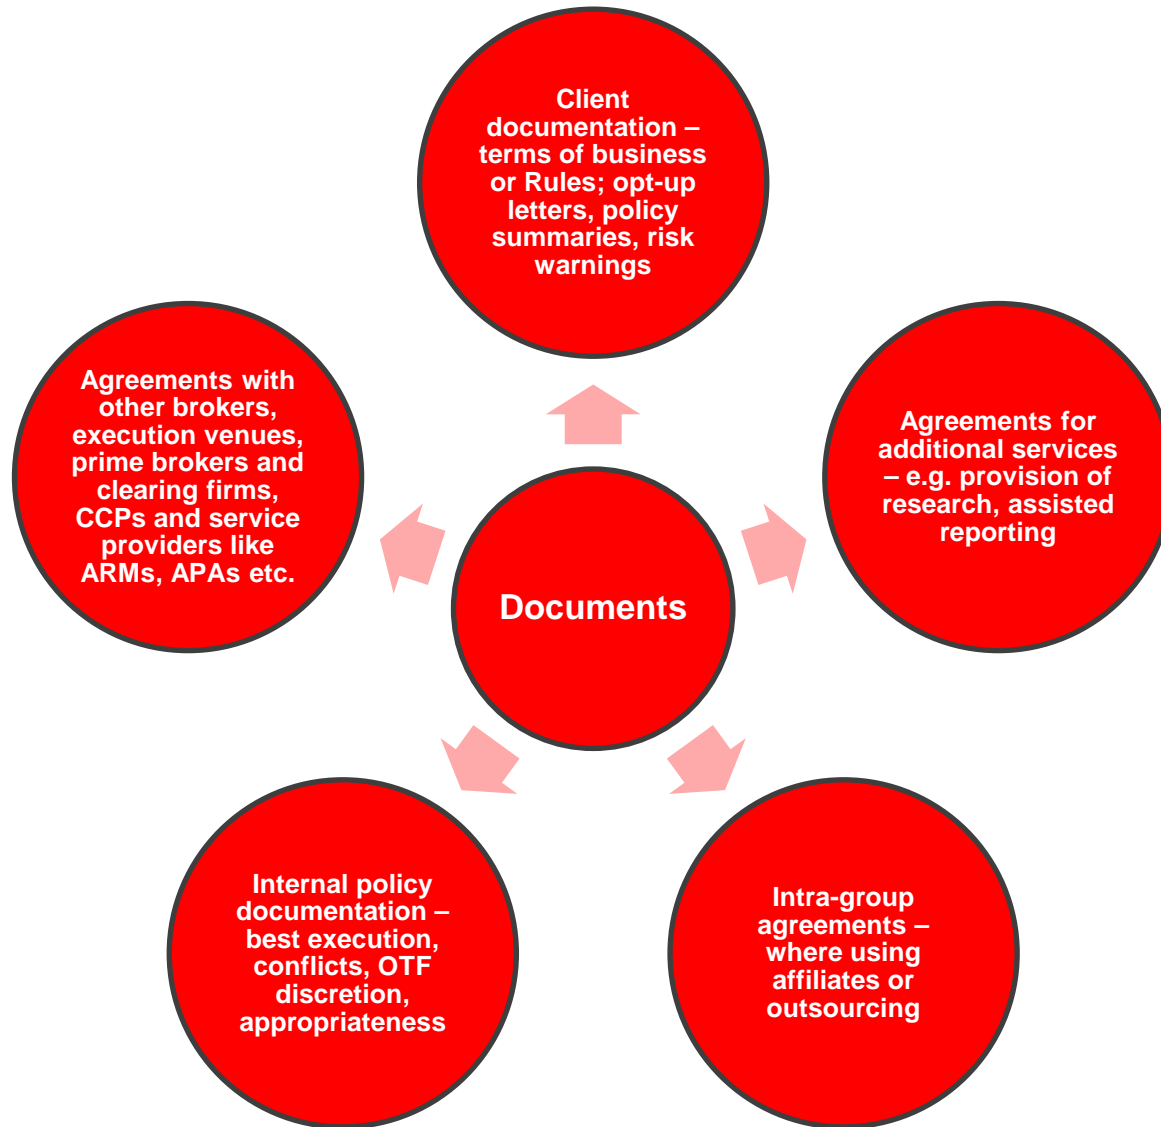 Client
documentation –
terms of business
or Rules; opt-up
letters, policy
summaries, risk
warnings
Agreements with
other brokers,
execution venues,
prime brokers and
clearing firms,
CCPs and service
providers like
ARMs, APAs etc.
Agreements for
additional services
– e.g. provision of
research, assisted
reporting
Documents
Internal policy
documentation –
best execution,
conflicts, OTF
discretion,
appropriateness
Intra-group
agreements –
where using
affiliates or
outsourcing